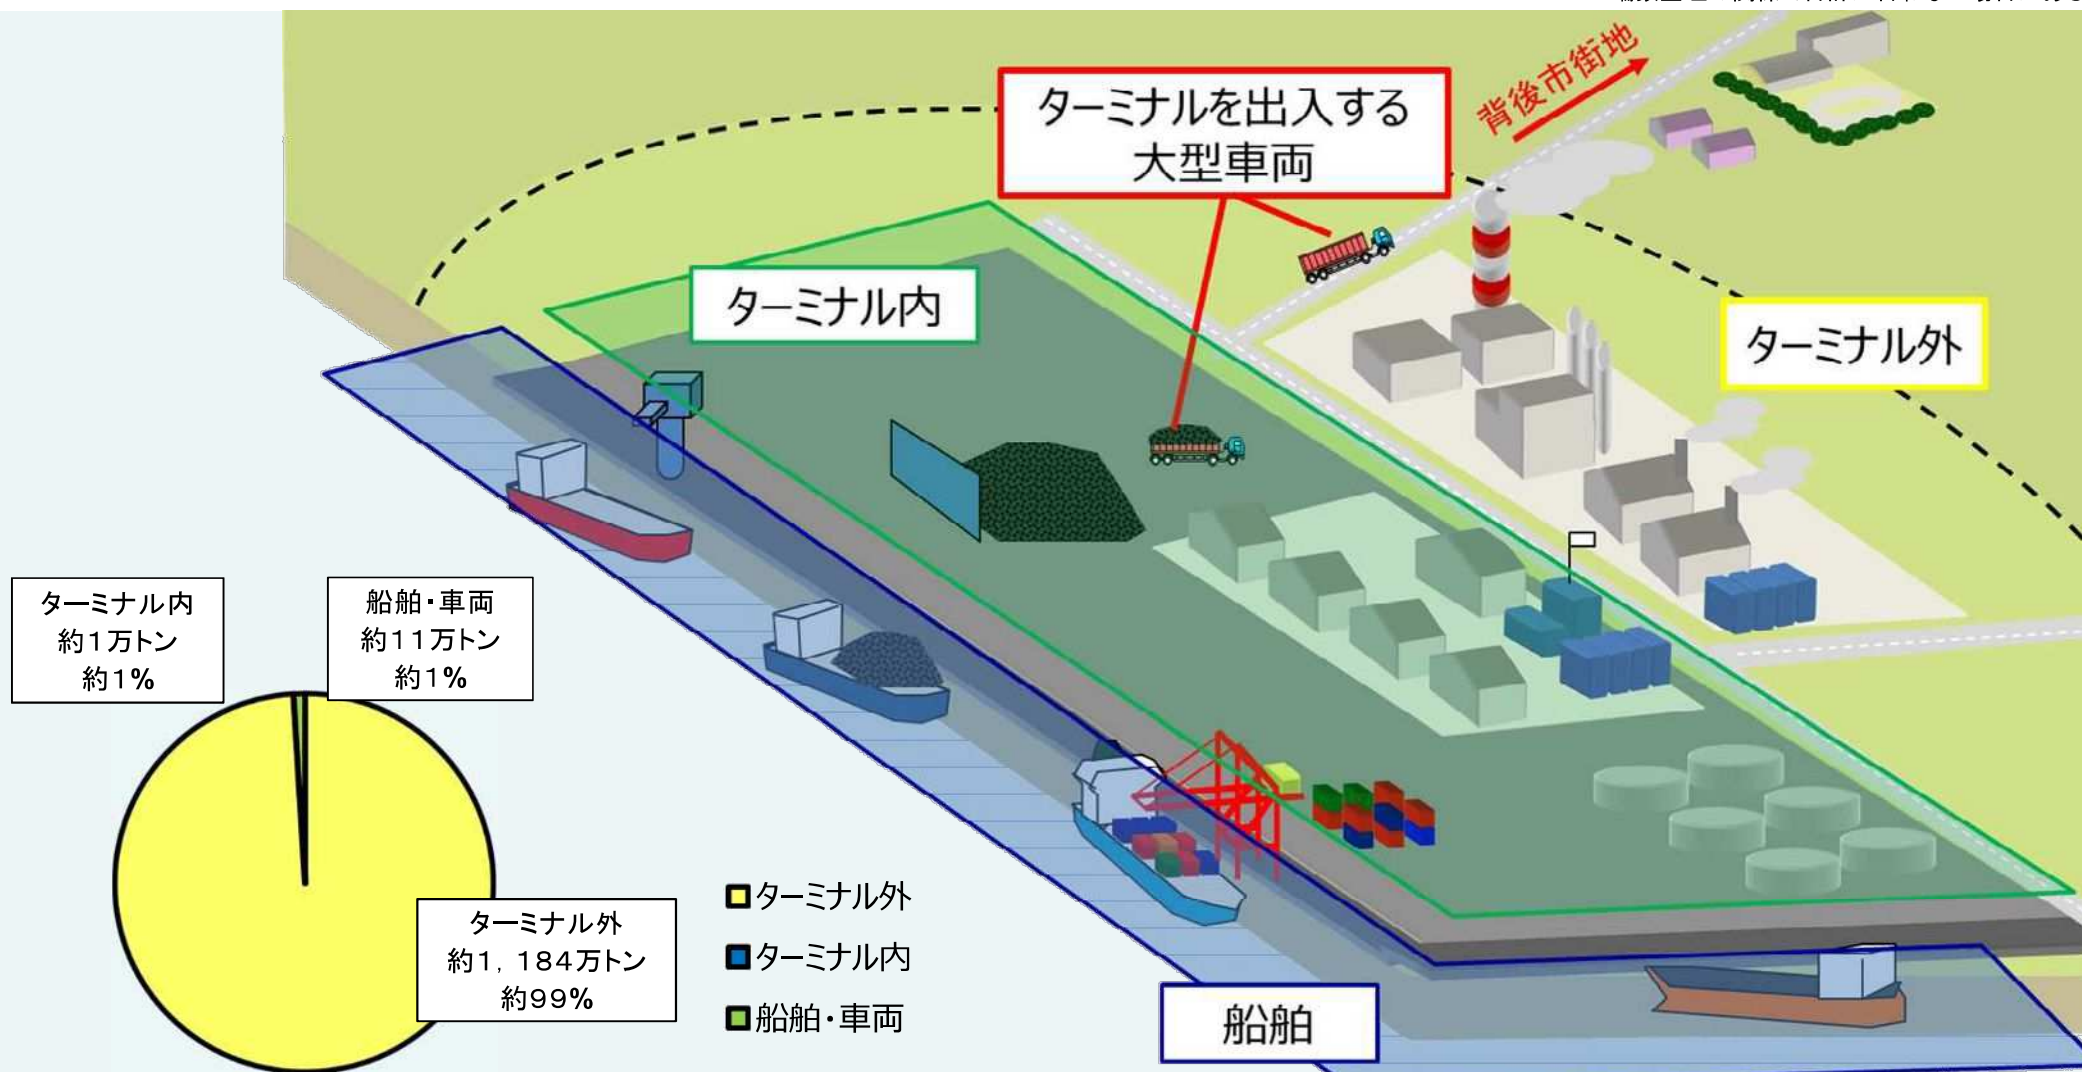 背後市街地
ターミナルを出入する
大型車両
ターミナル内
ターミナル外
ターミナル内
約1万トン
約1%
船舶・車両
約11万トン
約1%
ターミナル外
約1，184万トン
約99%
ターミナル外
ターミナル内
船舶・車両
船舶